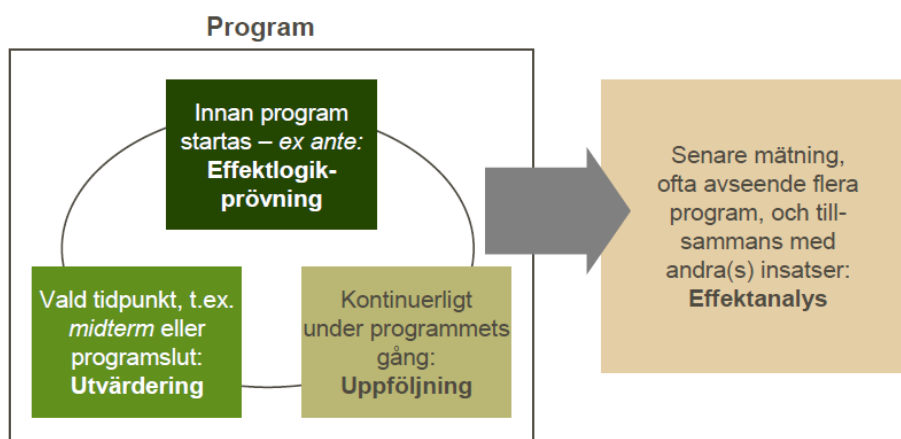 Program
Innan program
startas – ex ante:
Effektlogik-
prövning
Vald tidpunkt, t.ex.
midterm eller
programslut:
Utvärdering
Kontinuerligt
under programmets
gång:
Uppföljning
Senare mätning,
ofta avseende flera
program, och till-
sammans med
andra(s) insatser:
Effektanalys